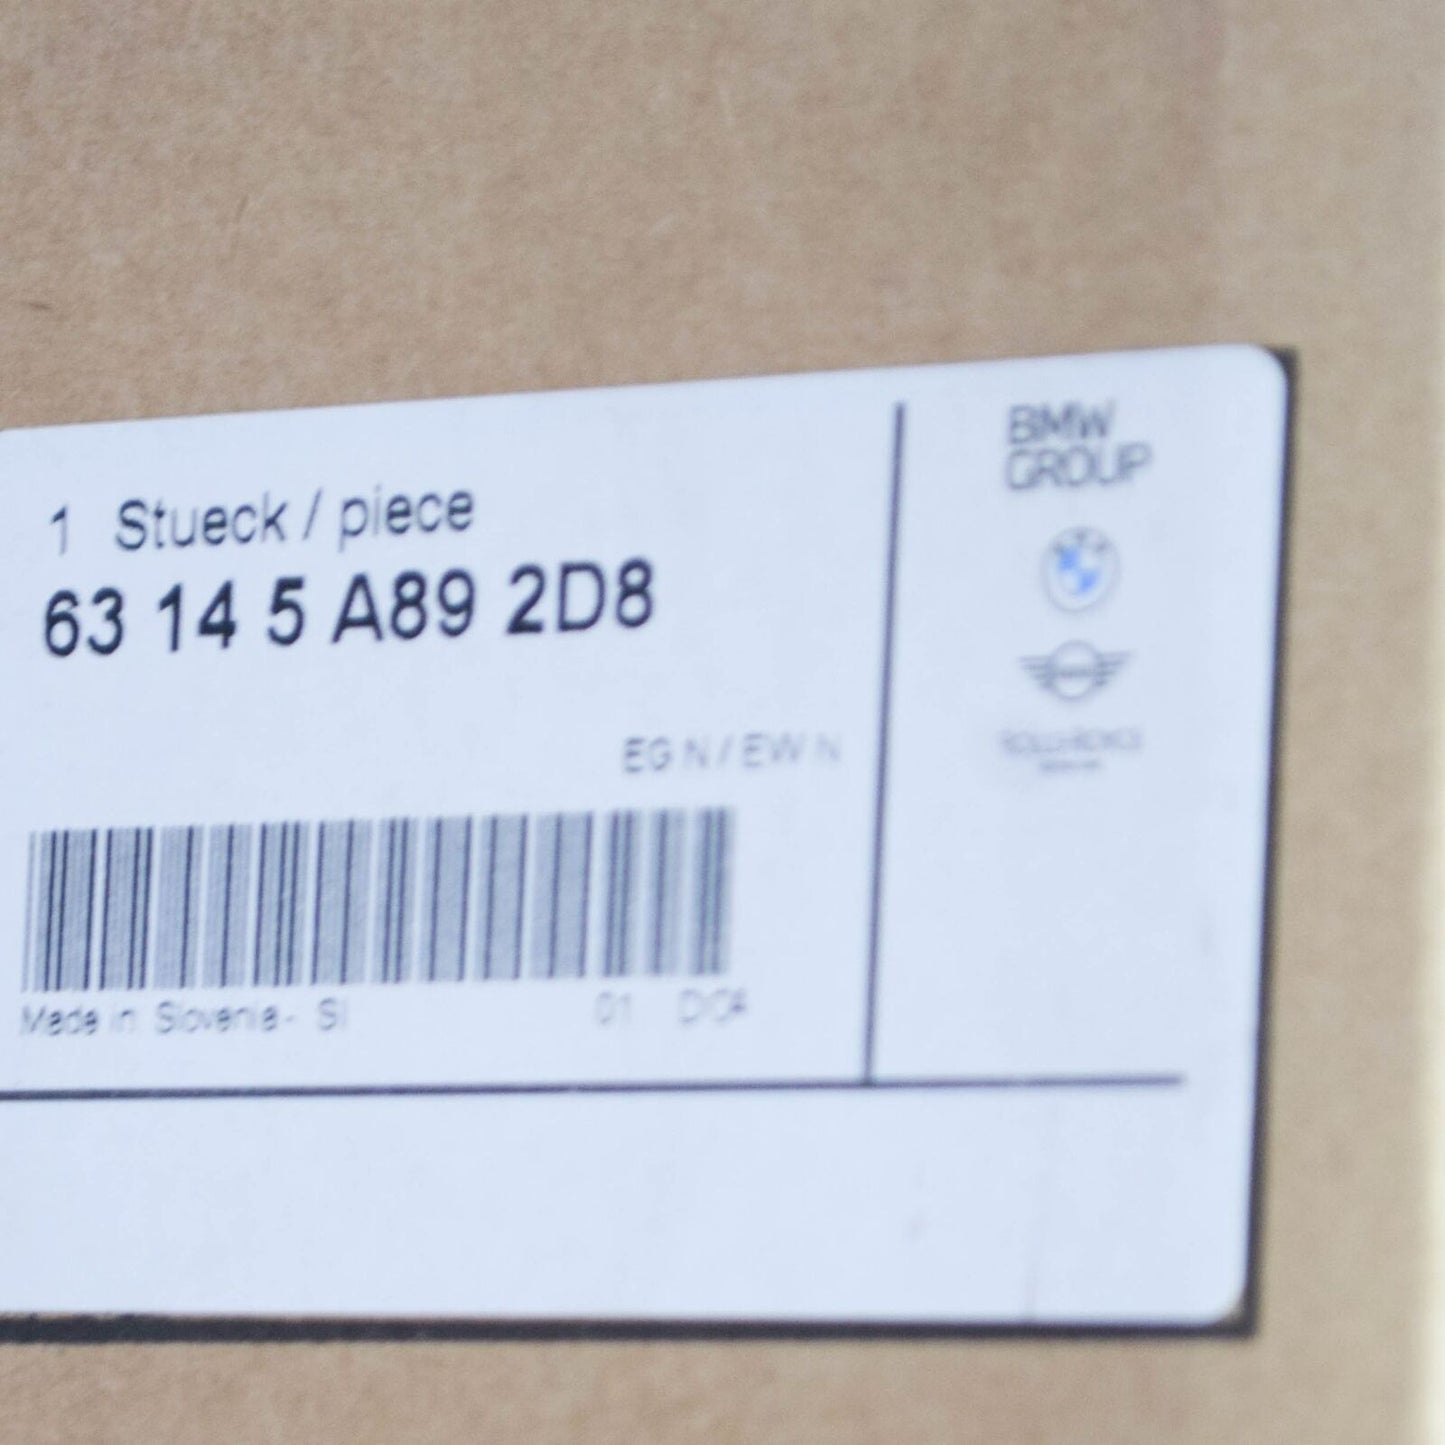 1 Stueck / piece
63 14 5 A89 2D8
EG N / EW N
Made in Slovenia - SI 01
BMW
GROUP